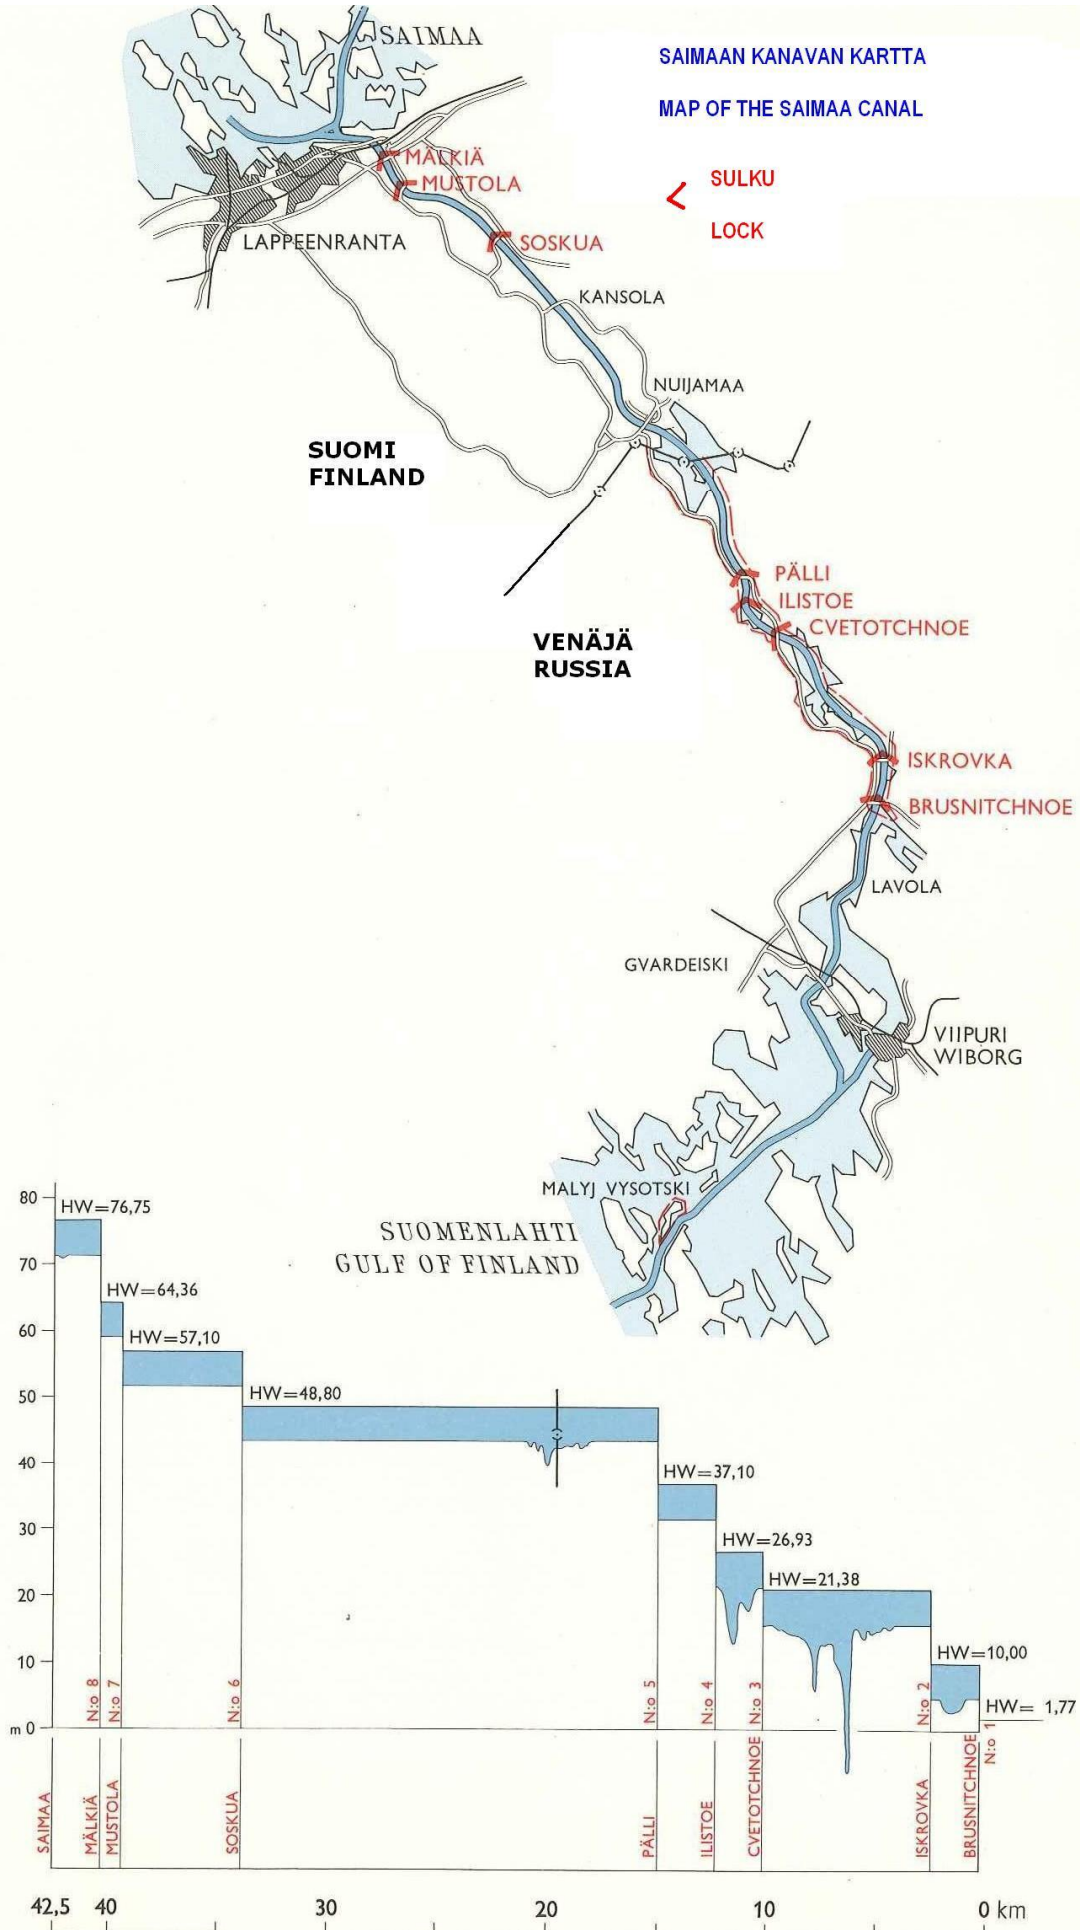 SAIMAA
SAIMAAN KANAVAN KARTTA
MAP OF THE SAIMAA CANAL
SULKU
LOCK
MÄLKIÄ
MUSTOLA
SOSKUA
LAPPEENRANTA
KANSOLA
NUIJAMAA
SUOMI
FINLAND
VENÄJÄ
RUSSIA
PÄLLI
ILISTOE
CVETOTCHNOE
ISKROVKA
BRUSNITCHNOE
LAVOLA
GVARDEISKI
VIIPURI
WIBORG
MALYJ VYSOTSKI
SUOMENLAHTI
GULF OF FINLAND
80
70
60
50
40
30
20
10
m 0
HW=76,75
HW=64,36
HW=57,10
HW=48,80
HW=37,10
HW=26,93
HW=21,38
HW=10,00
HW= 1,77
N:o 8
N:o 7
N:o 6
N:o 5
N:o 4
N:o 3
N:o 2
N:o 1
SAIMAA
MÄLKIÄ
MUSTOLA
SOSKUA
PÄLLI
ILISTOE
CVETOTCHNOE
ISKROVKA
BRUSNITCHNOE
42,5 40 30 20 10 0 km